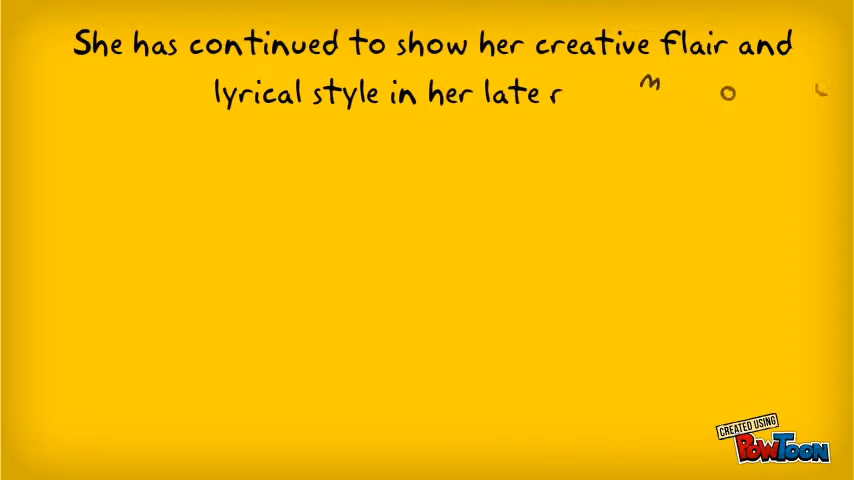 She has continued to show her creative flair and
lyrical style in her later
CREATED USING
POWTOON